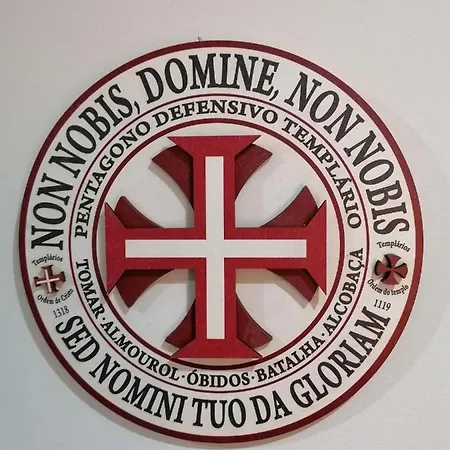 NON NOBIS, DOMINE, NON NOBIS
PENTAGONO DEFENSIVO TEMPLÁRIO
TOMAR · ALMOUROL · ÓBIDOS · BATALHA · ALCOBAÇA
Templários
Ordem de Cristo
1318
Templários
Ordem do templo
1119
SED NOMINI TUO DA GLORIAM